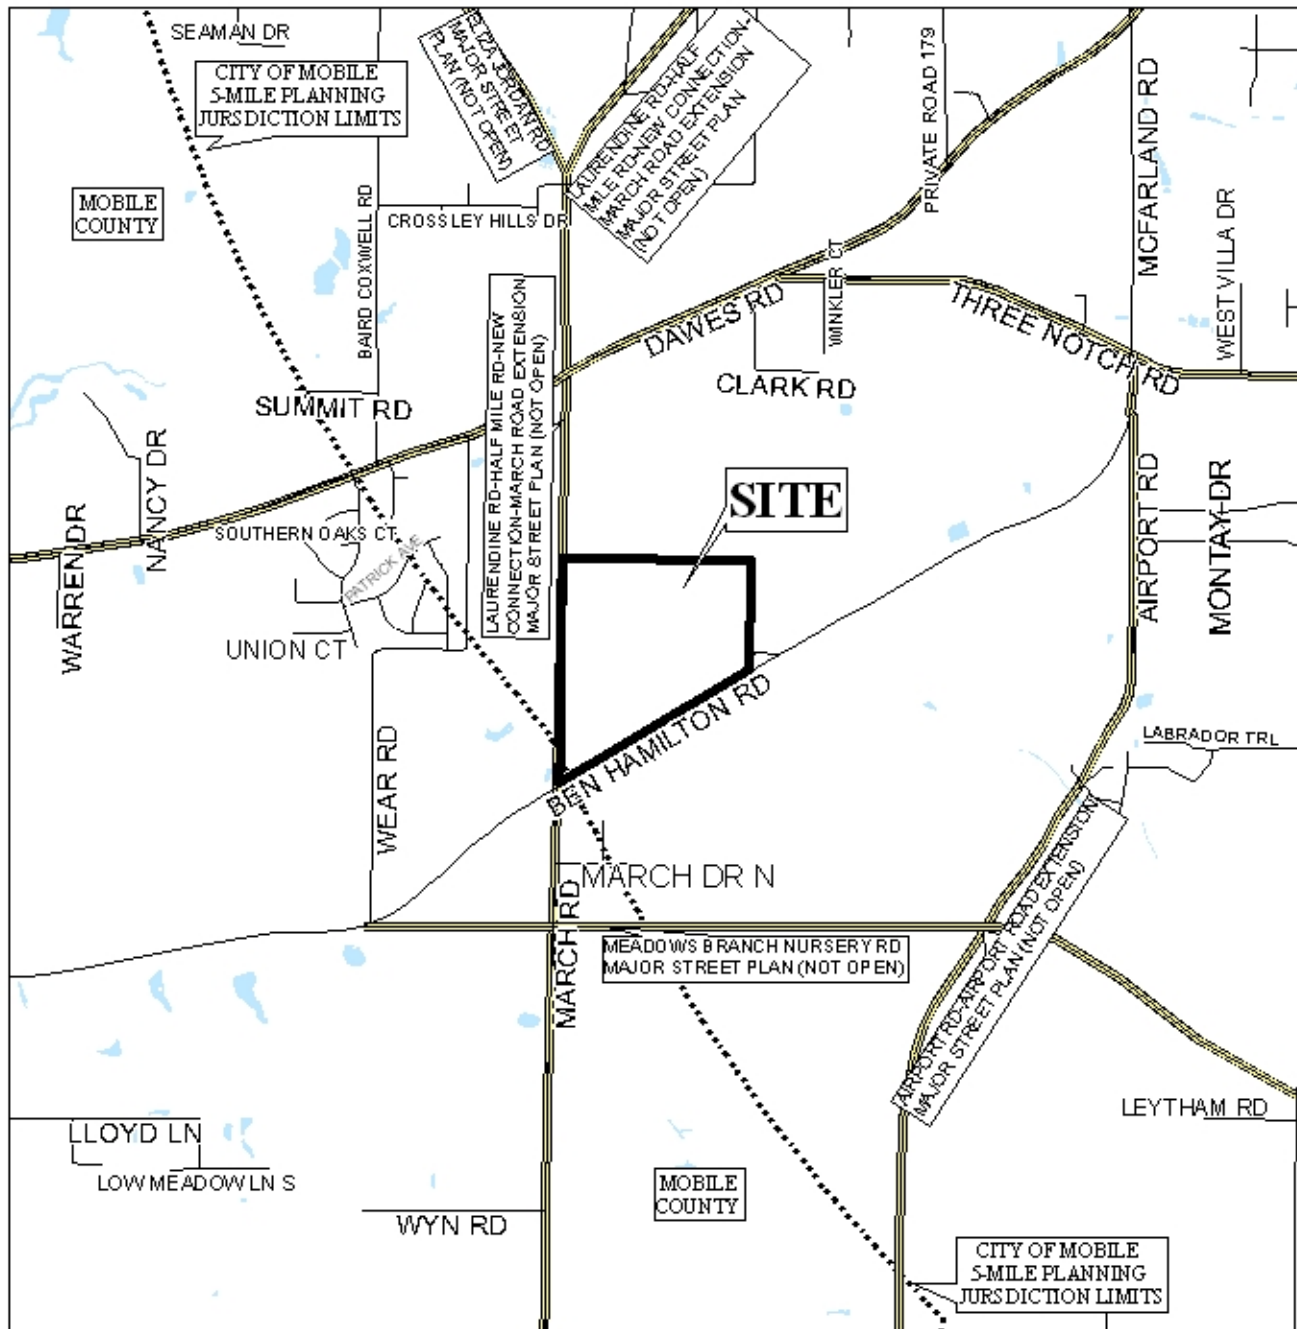 SEAMAN DR
CITY OF MOBILE
5-MILE PLANNING
JURSDICTION LIMITS
MOBILE
COUNTY
ELIZA JORDAN RD
MAJOR STREET
PLAN (NOT OPEN)
LAURENDINE RD-HALF
MILE RD-NEW CONNECTION-
MARCH ROAD EXTENSION
MAJOR STREET PLAN
(NOT OPEN)
PRIVATE ROAD 179
MCFARLAND RD
WEST VILLA DR
BAIRD COXWELL RD
CROSSLEY HILLS DR
WINKLER CT
DAWES RD
THREE NOTCH RD
CLARK RD
SUMMIT RD
LAURENDINE RD-HALF MILE RD-NEW
CONNECTION-MARCH ROAD EXTENSION
MAJOR STREET PLAN (NOT OPEN)
NANCY DR
WARREN DR
SOUTHERN OAKS CT
PATRICK AVE
UNION CT
SITE
AIRPORT RD
MONTAY DR
BEN HAMILTON RD
LABRADOR TRL
WEAR RD
MARCH DR N
MARCH RD
MEADOWS BRANCH NURSERY RD
MAJOR STREET PLAN (NOT OPEN)
AIRPORT RD-AIRPORT ROAD EXTENSION
MAJOR STREET PLAN (NOT OPEN)
LEYTHAM RD
LLOYD LN
LOW MEADOW LN S
MOBILE
COUNTY
WYN RD
CITY OF MOBILE
5-MILE PLANNING
JURSDICTION LIMITS